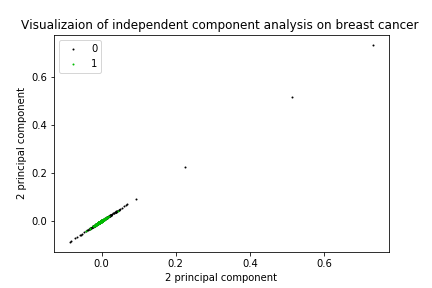 Visualizaion of independent component analysis on breast cancer
0
1
2 principal component
0.6
0.4
0.2
0.0
0.0 0.2 0.4 0.6
2 principal component